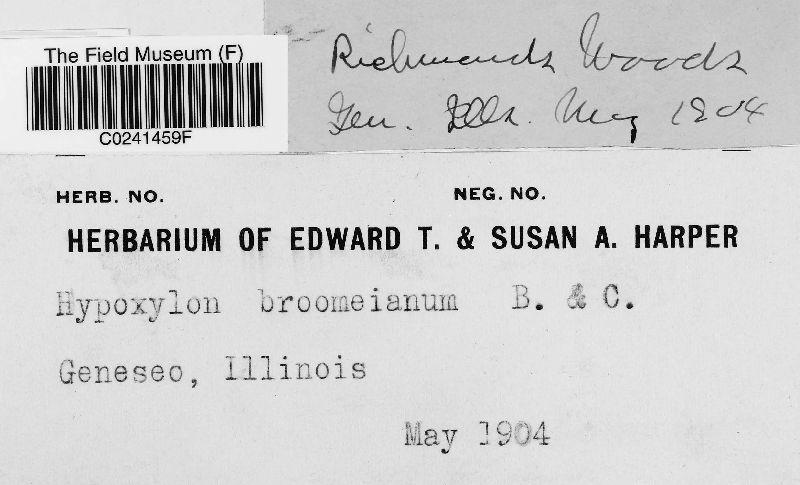 The Field Museum (F)
C0241459F
Richmonds Woods
Gen. Ills. May 1904
HERB. NO. NEG. NO.
HERBARIUM OF EDWARD T. & SUSAN A. HARPER
Hypoxylon broomeianum B. & C.
Geneseo, Illinois
May 1904